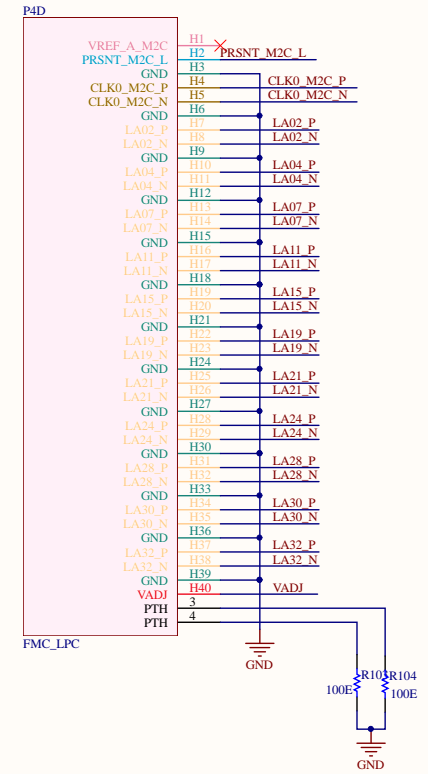 P4D
VREF_A_M2C H1
PRSNT_M2C_L H2 PRSNT_M2C_L
GND H3
CLK0_M2C_P H4 CLK0_M2C_P
CLK0_M2C_N H5 CLK0_M2C_N
GND H6
LA02_P H7 LA02_P
LA02_N H8 LA02_N
GND H9
LA04_P H10 LA04_P
LA04_N H11 LA04_N
GND H12
LA07_P H13 LA07_P
LA07_N H14 LA07_N
GND H15
LA11_P H16 LA11_P
LA11_N H17 LA11_N
GND H18
LA15_P H19 LA15_P
LA15_N H20 LA15_N
GND H21
LA19_P H22 LA19_P
LA19_N H23 LA19_N
GND H24
LA21_P H25 LA21_P
LA21_N H26 LA21_N
GND H27
LA24_P H28 LA24_P
LA24_N H29 LA24_N
GND H30
LA28_P H31 LA28_P
LA28_N H32 LA28_N
GND H33
LA30_P H34 LA30_P
LA30_N H35 LA30_N
GND H36
LA32_P H37 LA32_P
LA32_N H38 LA32_N
GND H39
VADJ H40 VADJ
PTH 3
PTH 4
FMC_LPC
GND
R103 R104
100E 100E
GND